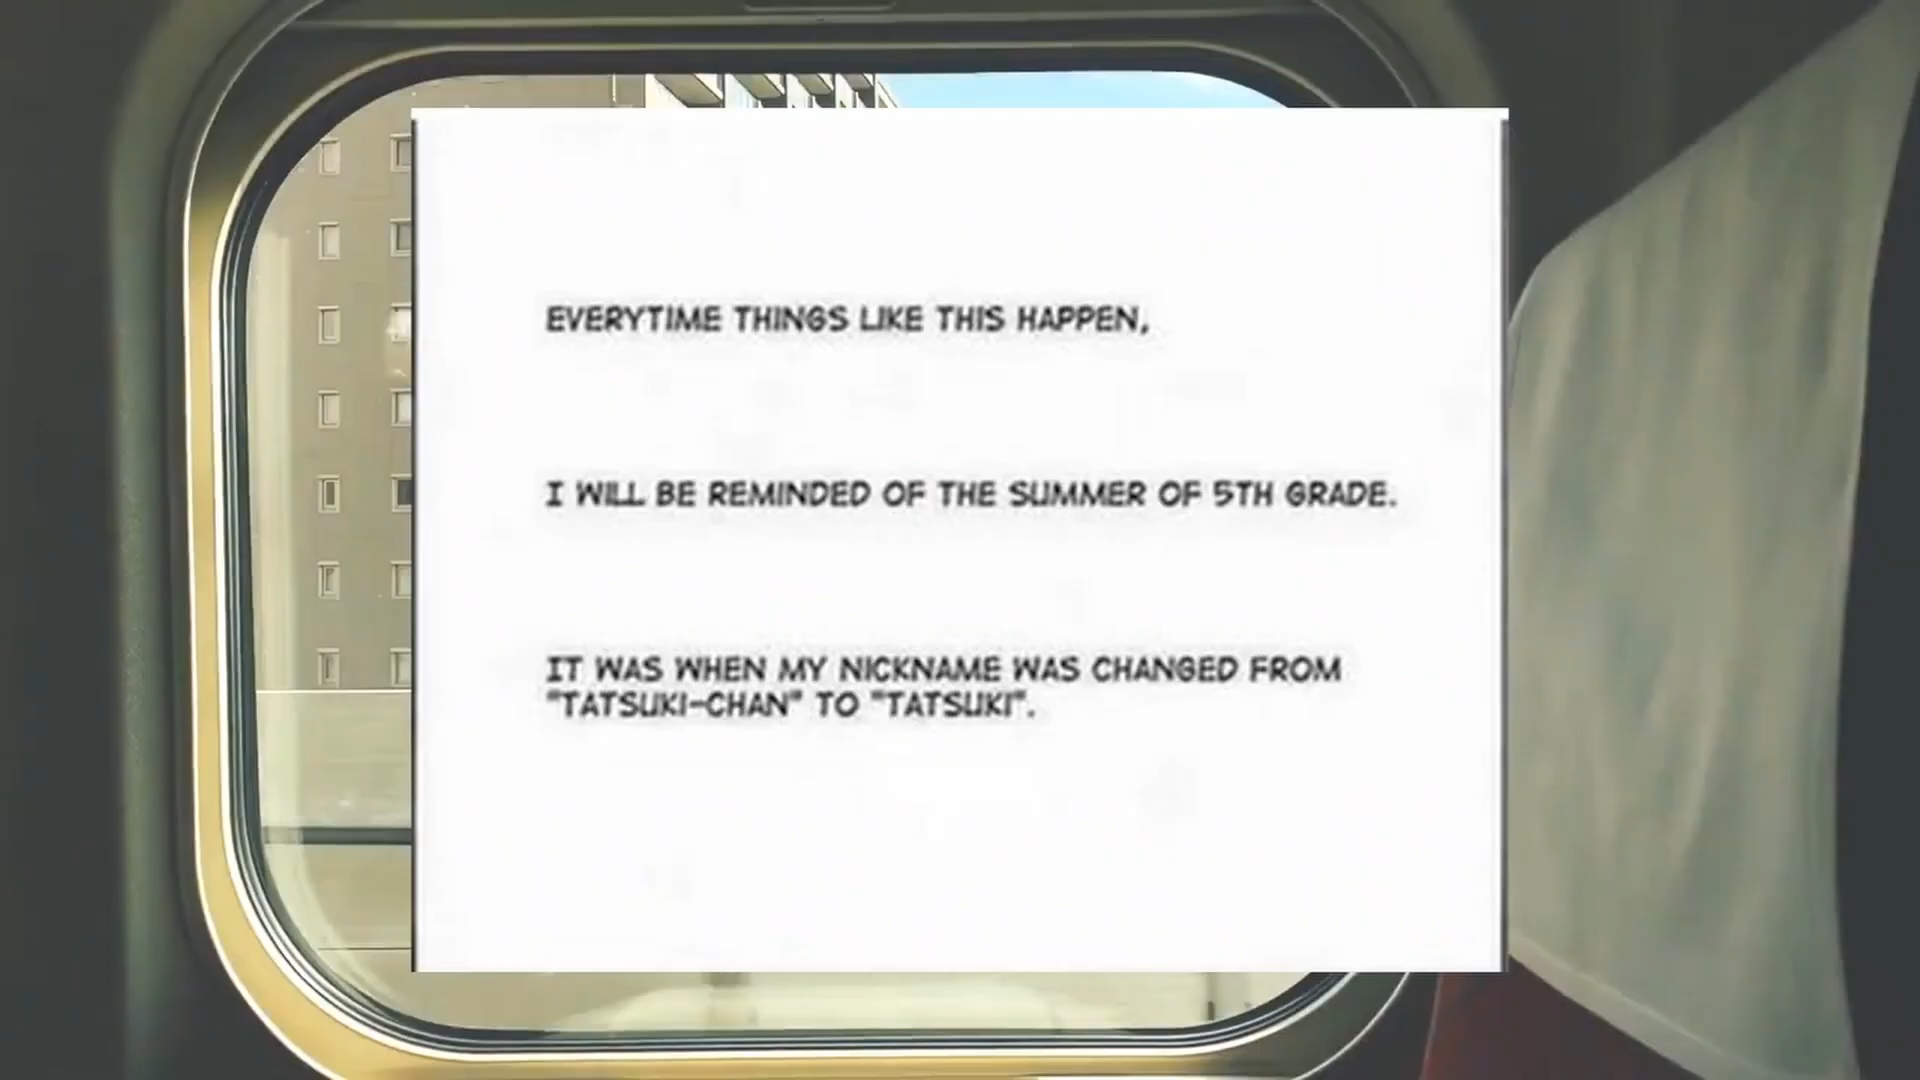 EVERYTIME THINGS LIKE THIS HAPPEN,
I WILL BE REMINDED OF THE SUMMER OF 5TH GRADE.
IT WAS WHEN MY NICKNAME WAS CHANGED FROM
"TATSUKI-CHAN" TO "TATSUKI".